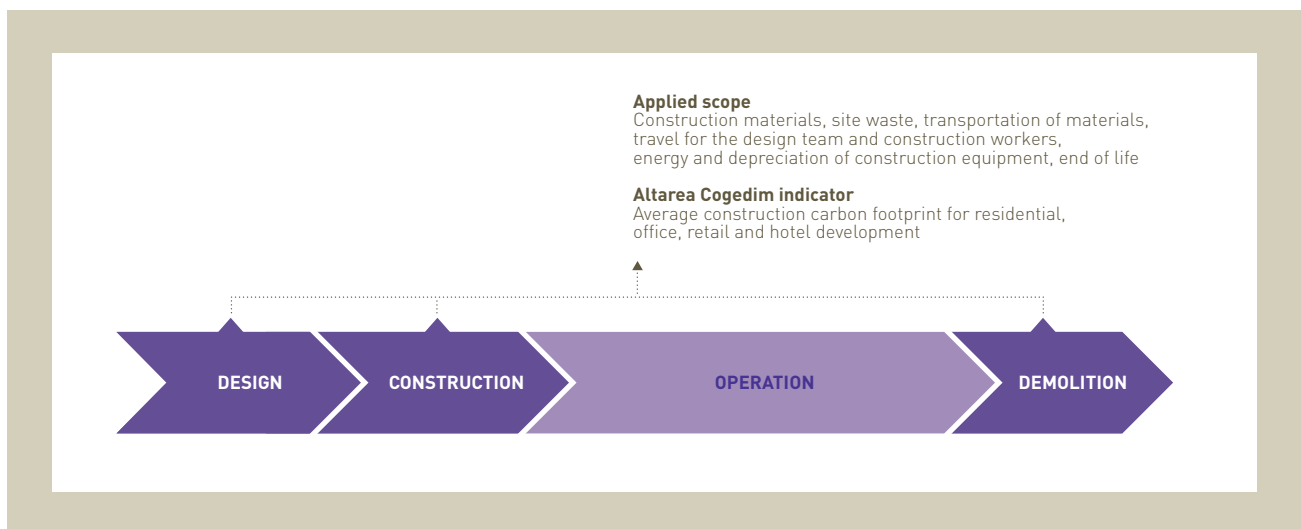 Applied scope
Construction materials, site waste, transportation of materials,
travel for the design team and construction workers,
energy and depreciation of construction equipment, end of life
Altarea Cogedim indicator
Average construction carbon footprint for residential,
office, retail and hotel development
DESIGN
CONSTRUCTION
OPERATION
DEMOLITION